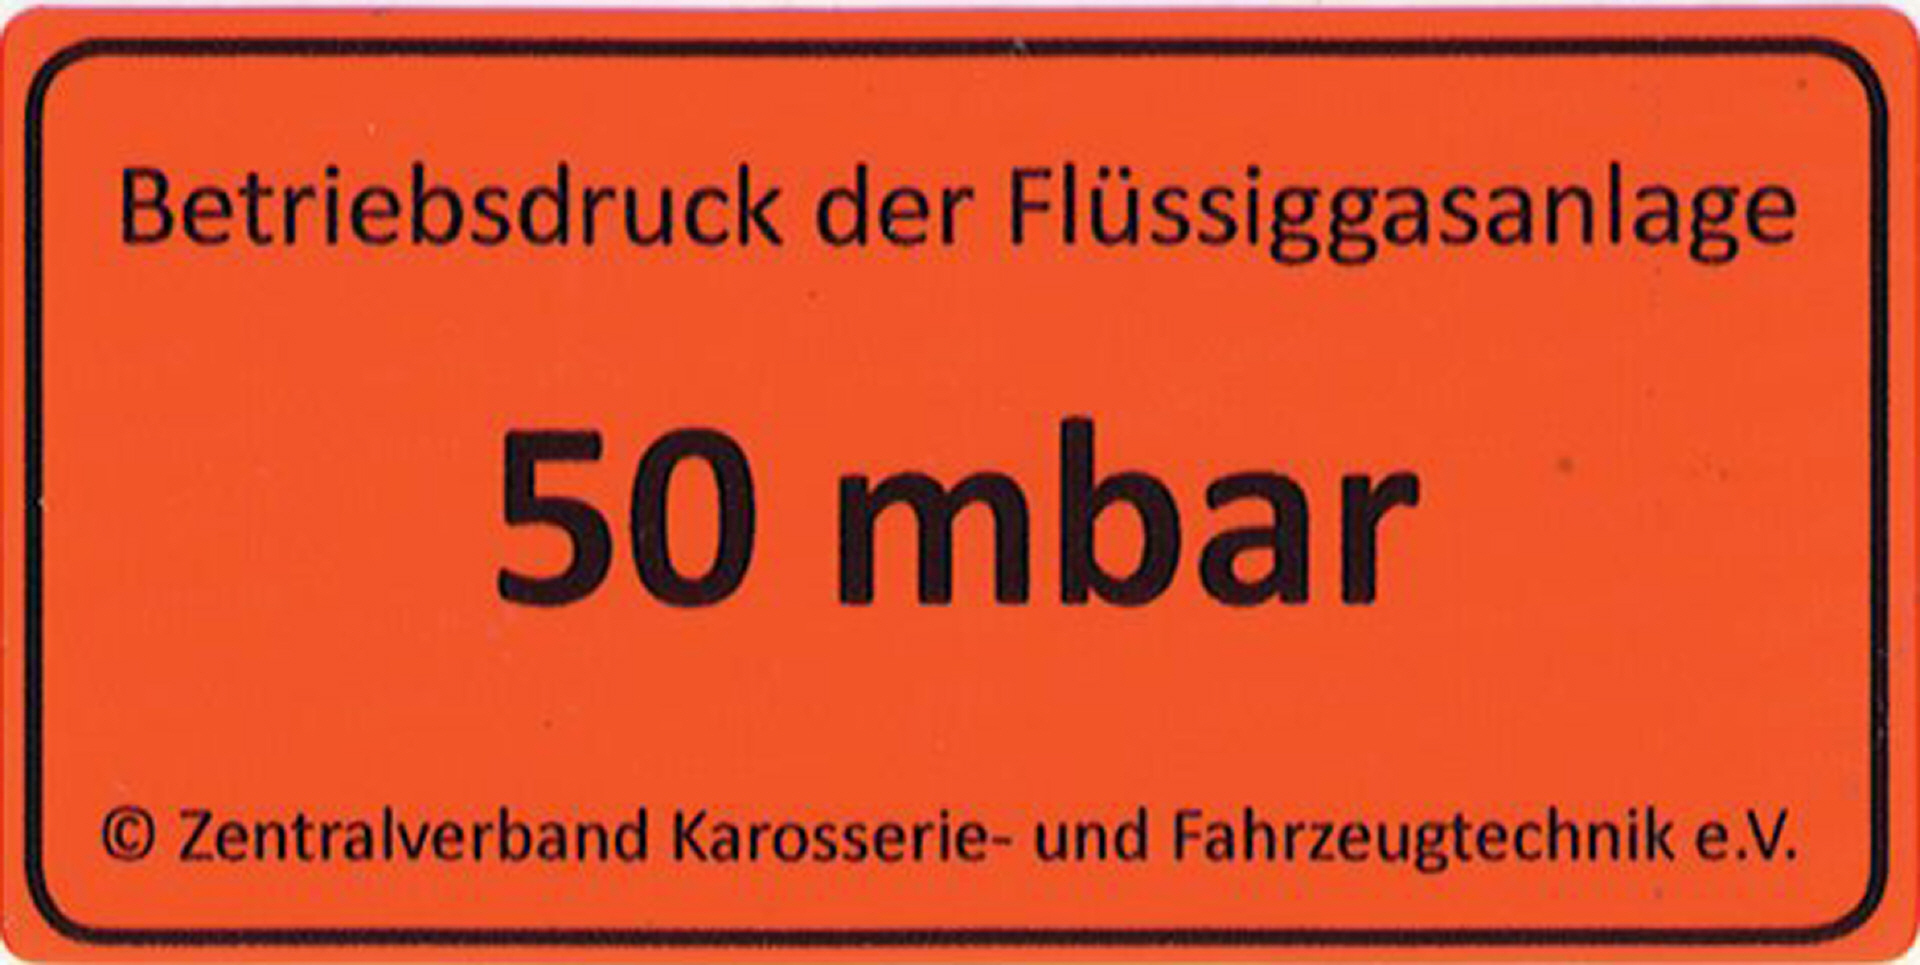 Betriebsdruck der Flüssiggasanlage
50 mbar
© Zentralverband Karosserie- und Fahrzeugtechnik e.V.